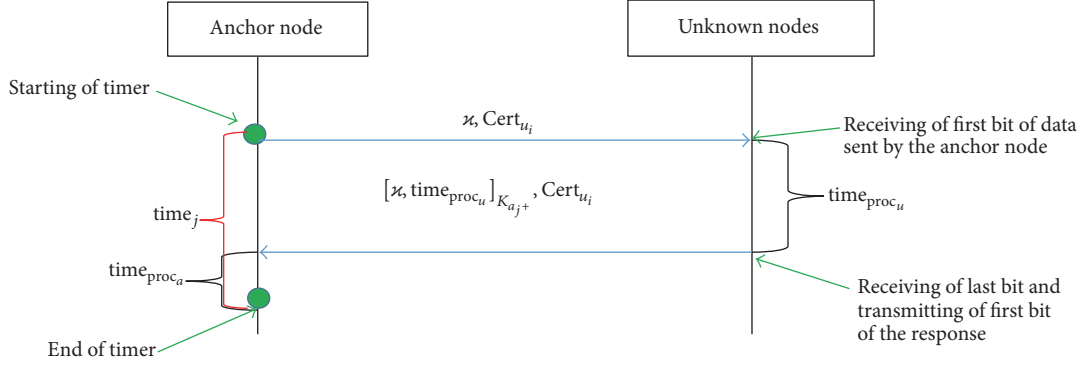 Anchor node
Unknown nodes
Starting of timer
ϰ, Cert_{u_i}
Receiving of first bit of data
sent by the anchor node
[ϰ, time_{proc_u}]_{K_{a_j+}}, Cert_{u_i}
time_j
time_{proc_u}
time_{proc_a}
Receiving of last bit and
transmitting of first bit
of the response
End of timer